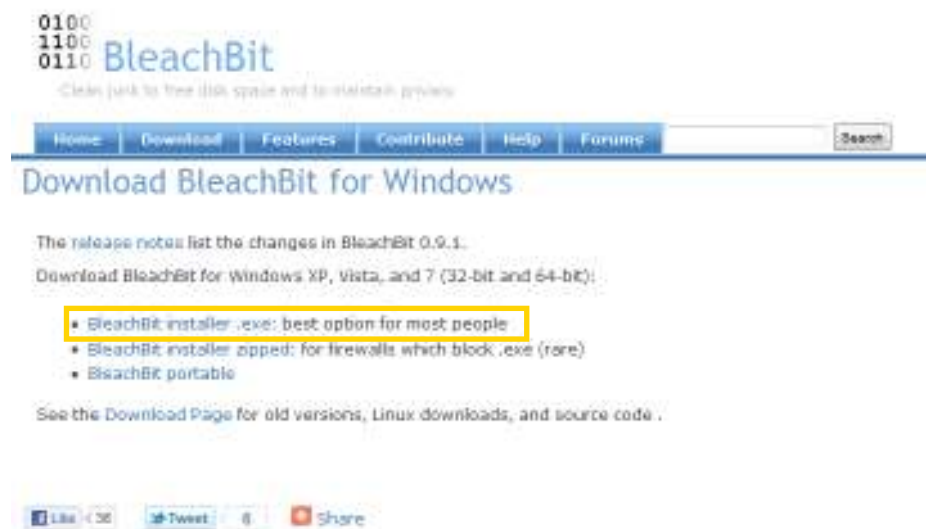 0100
1100
0110 BleachBit
Clean junk to free disk space and to maintain privacy
Home Download Features Contribute Help Forums Search
Download BleachBit for Windows
The release notes list the changes in BleachBit 0.9.1.
Download BleachBit for Windows XP, Vista, and 7 (32-bit and 64-bit):
• BleachBit installer .exe: best option for most people
• BleachBit installer zipped: for firewalls which block .exe (rare)
• BleachBit portable
See the Download Page for old versions, Linux downloads, and source code .
Like 36 Tweet 6 Share